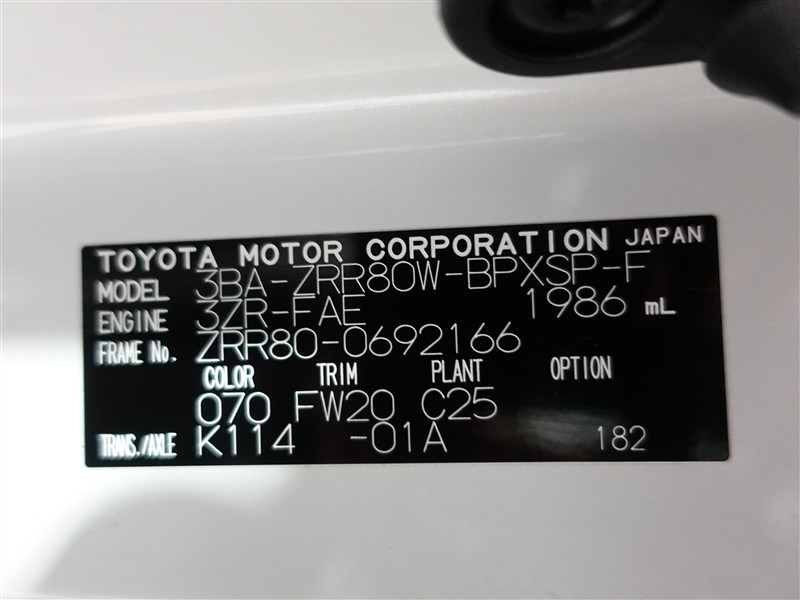 TOYOTA MOTOR CORPORATION JAPAN
MODEL 3BA-ZRR80W-BPXSP-F
ENGINE 3ZR-FAE 1986 mL
FRAME No. ZRR80-0692166
COLOR TRIM PLANT OPTION
070 FW20 C25
TRANS./AXLE K114 -01A 182